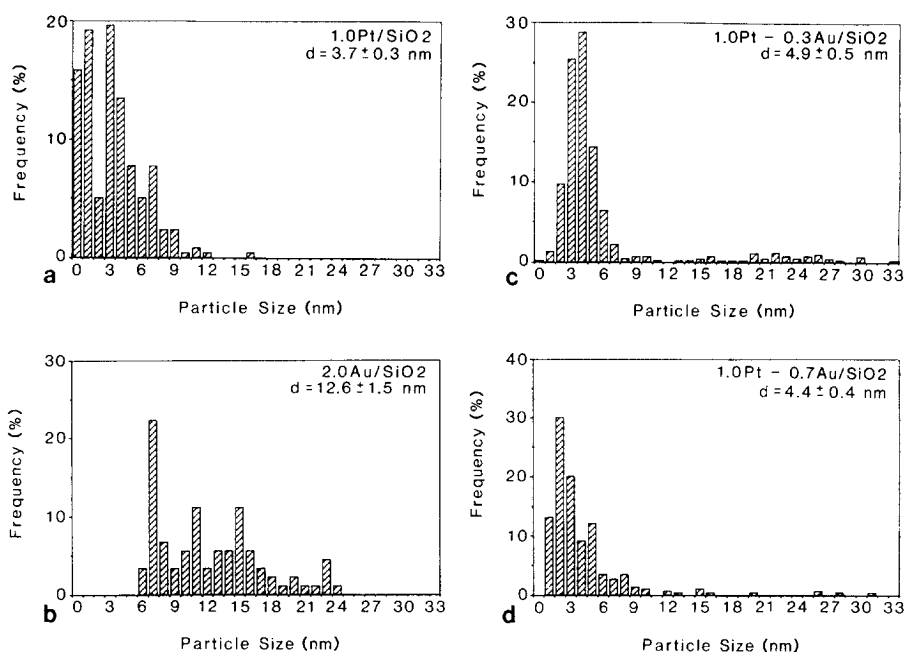 20
10
0
Frequency (%)
1.0Pt/SiO2
d=3.7±0.3 nm
0 3 6 9 12 15 18 21 24 27 30 33
a
Particle Size (nm)
30
20
10
0
Frequency (%)
1.0Pt - 0.3Au/SiO2
d=4.9±0.5 nm
0 3 6 9 12 15 18 21 24 27 30 33
c
Particle Size (nm)
30
20
10
0
Frequency (%)
2.0Au/SiO2
d=12.6±1.5 nm
0 3 6 9 12 15 18 21 24 27 30 33
b
Particle Size (nm)
40
30
20
10
0
Frequency (%)
1.0Pt - 0.7Au/SiO2
d=4.4±0.4 nm
0 3 6 9 12 15 18 21 24 27 30 33
d
Particle Size (nm)